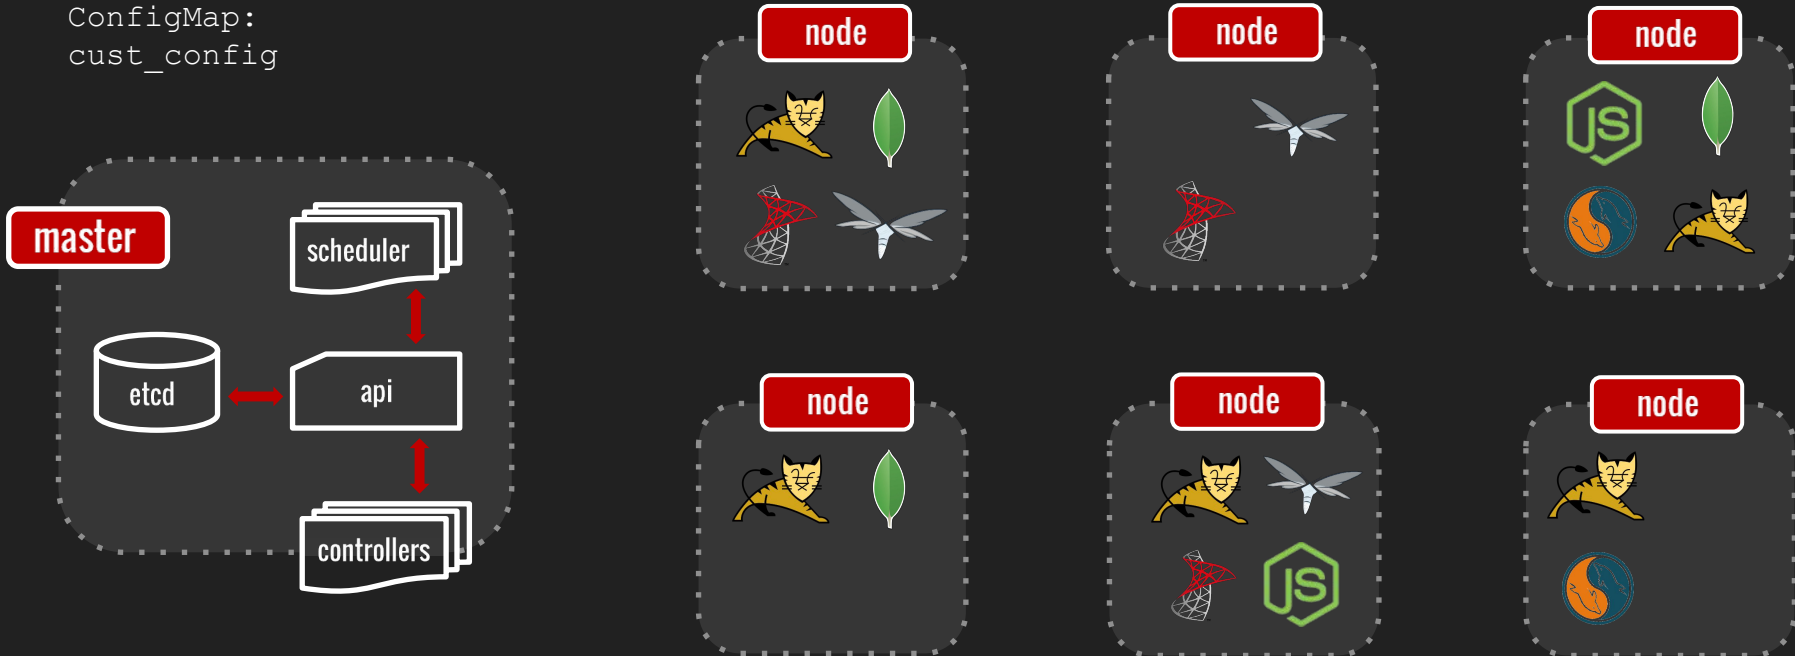 ConfigMap:
cust_config
master
scheduler
etcd
api
controllers
node
node
node
JS
node
node
node
JS